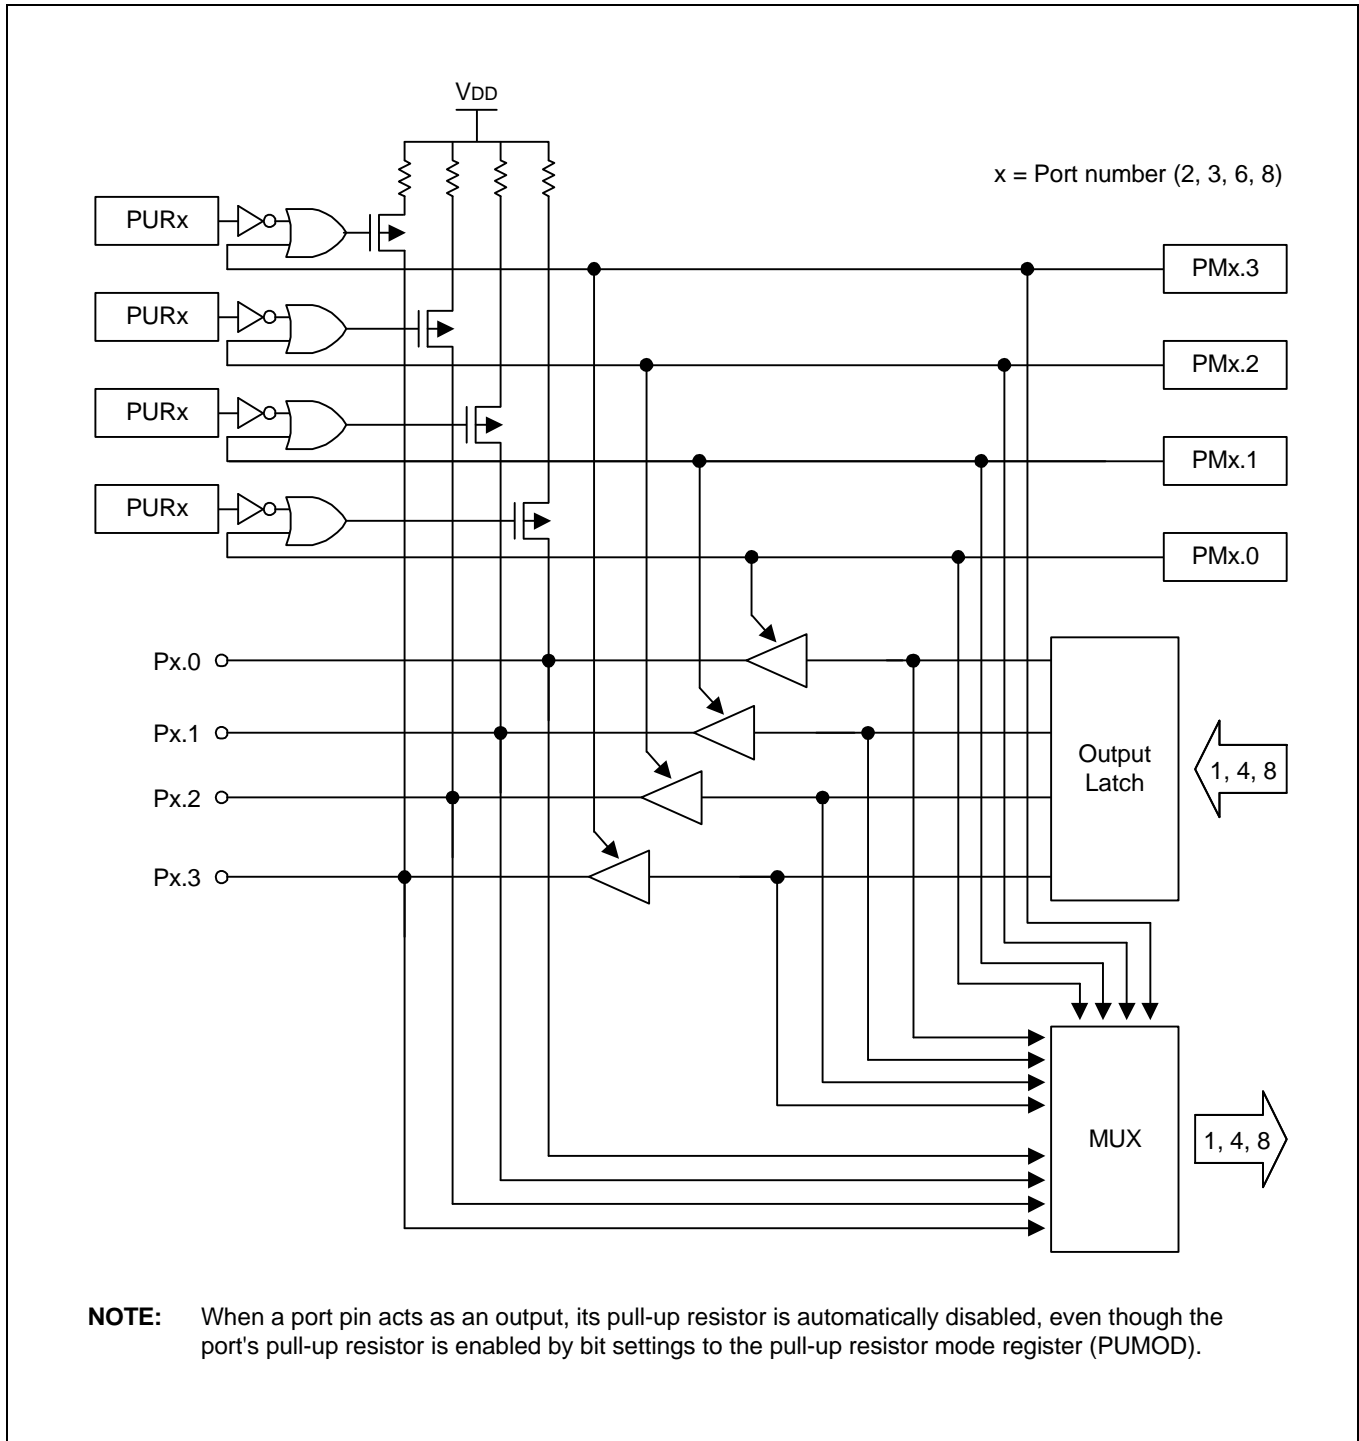 VDD
x = Port number (2, 3, 6, 8)
PURx
PMx.3
PURx
PMx.2
PURx
PMx.1
PURx
PMx.0
Px.0
Px.1
Px.2
Px.3
Output
Latch
1, 4, 8
MUX
1, 4, 8
NOTE: When a port pin acts as an output, its pull-up resistor is automatically disabled, even though the
port's pull-up resistor is enabled by bit settings to the pull-up resistor mode register (PUMOD).